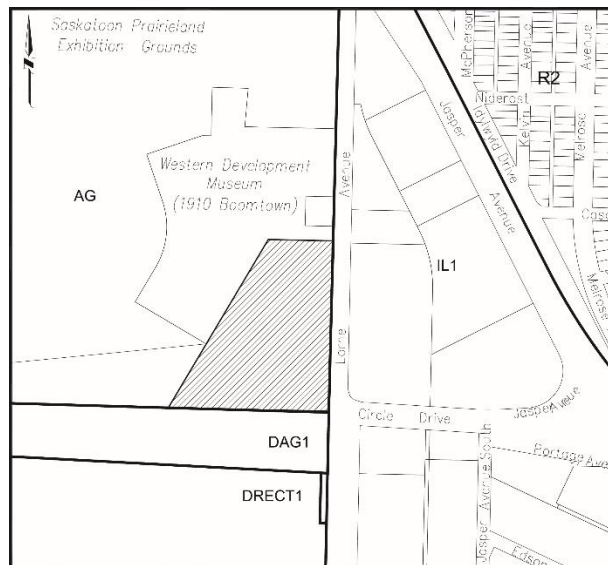 Saskatoon Prairieland
Exhibition Grounds
McPherson
Avenue
Avenue
R2
Niderost
Kelvin
Melrose
Idylwyld Drive
Jasper
Avenue
Western Development
Museum
(1910 Boomtown)
AG
Avenue
Lorne
IL1
Melrose
Circle Drive
DAG1
Jasper Avenue South
Portage Ave
DRECT1
Edson